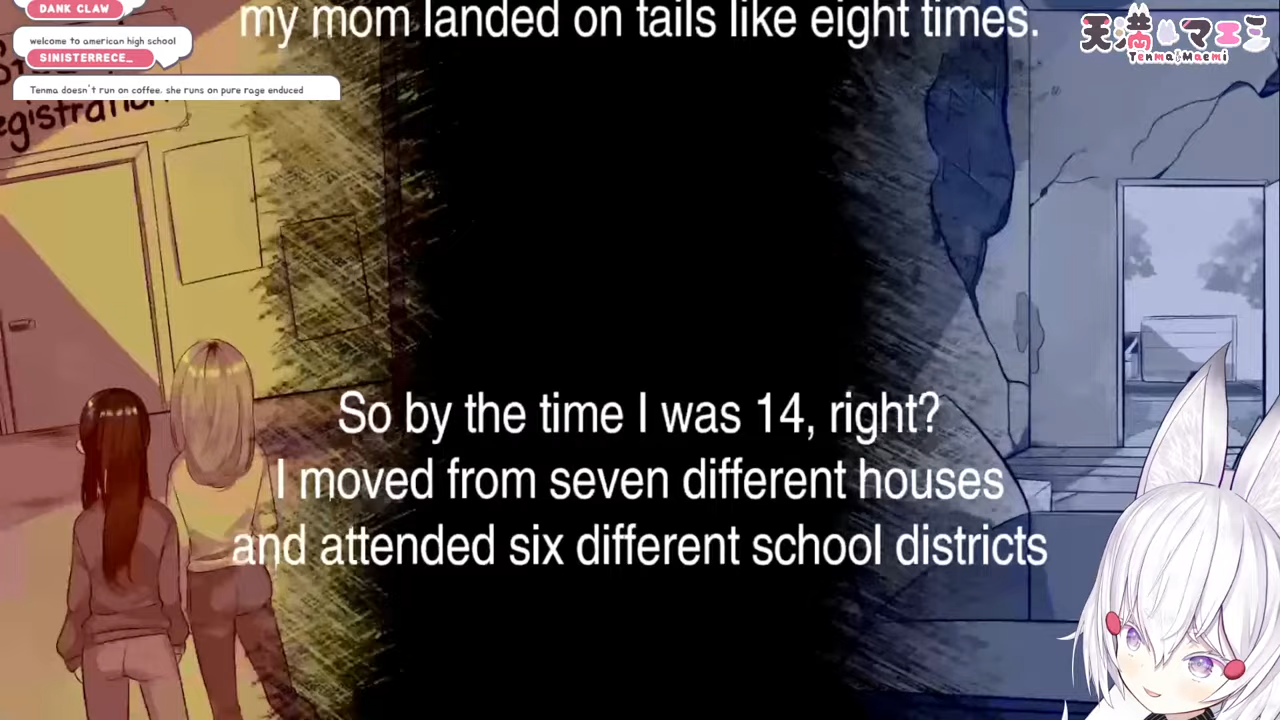 DANK CLAW
welcome to american high school
SINISTERRECE_
Tenma doesn't run on coffee. she runs on pure rage enduced
egistration
my mom landed on tails like eight times.
天満マエミ
Tenma Maemi
So by the time I was 14, right?
I moved from seven different houses
and attended six different school districts